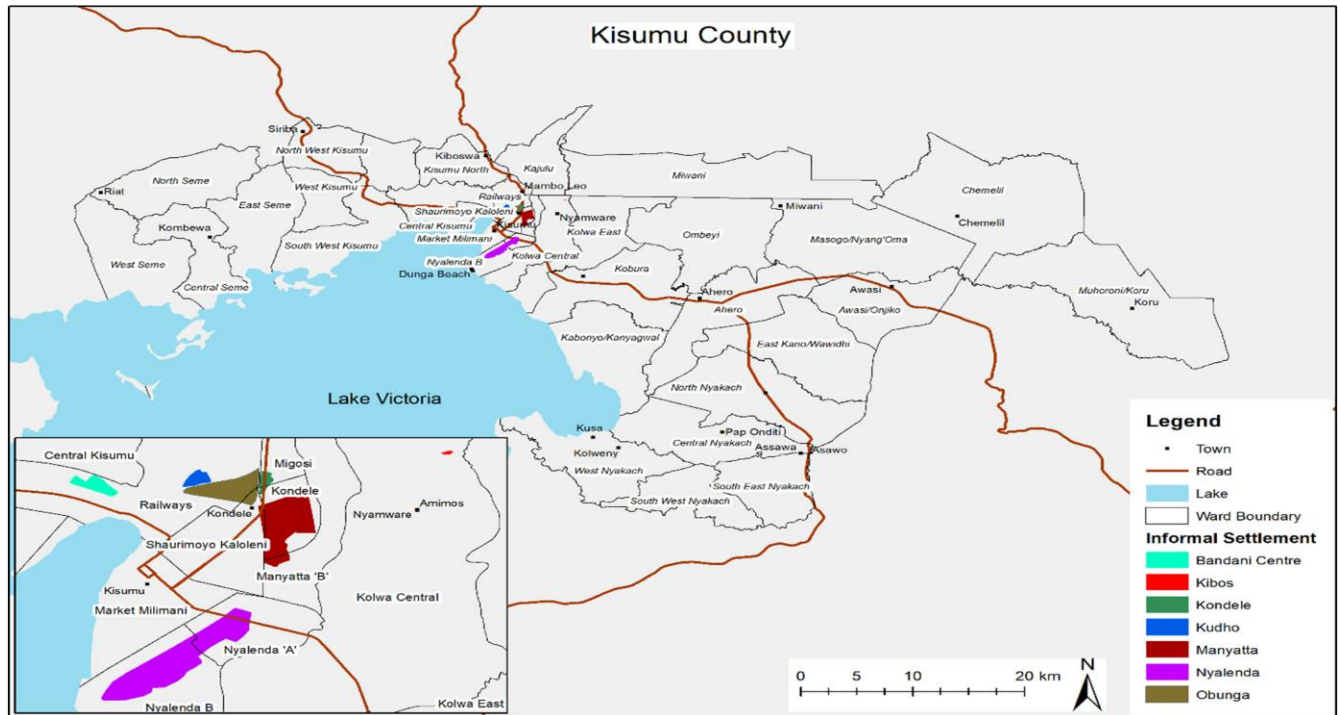 Kisumu County
Siriba
North West Kisumu
Kiboswa
Kisumu North
Kajulu
Miwani
Chemelil
North Seme
West Kisumu
Mambo Leo
Riat
Railways
East Seme
Shaurimoyo Kaloleni
Miwani
Nyamware
Chemelil
Kombewa
Central Kisumu
Kisumu
Kolwa East
Ombeyi
Masogo/Nyang'Oma
South West Kisumu
Market Milimani
Kolwa Central
West Seme
Nyalenda B
Kobura
Dunga Beach
Central Seme
Ahero
Awasi
Muhoroni/Koru
Koru
Ahero
Awasi/Onjiko
Kabonyo/Kanyagwal
East Kano/Wawidhi
North Nyakach
Lake Victoria
Kusa
Pap Onditi
Central Nyakach
Kolweny
Assawa
Asawo
West Nyakach
South East Nyakach
South West Nyakach
Central Kisumu
Migosi
Kondele
Railways
Kondele
Nyamware
Amimos
Shaurimoyo Kaloleni
Manyatta 'B'
Kisumu
Kolwa Central
Market Milimani
Nyalenda 'A'
Nyalenda B
Kolwa East
Legend
Town
Road
Lake
Ward Boundary
Informal Settlement
Bandani Centre
Kibos
Kondele
Kudho
Manyatta
Nyalenda
Obunga
0 5 10 20 km
N